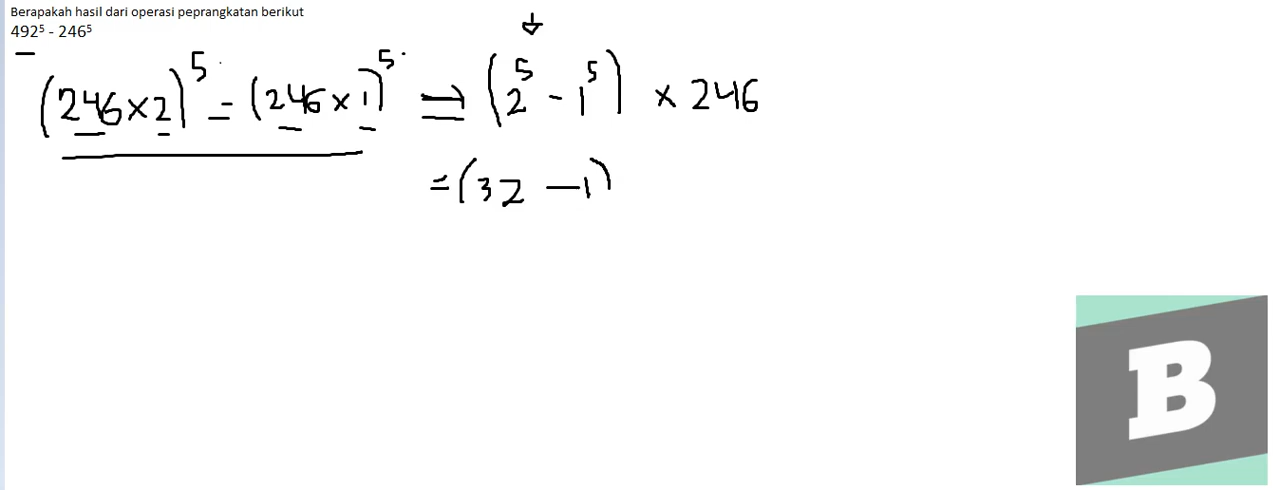 Berapakah hasil dari operasi peprangkatan berikut
492⁵ - 246⁵
(246×2)⁵ - (246×1)⁵ ⇒ (2⁵ - 1⁵) × 246
= (32 - 1)
B